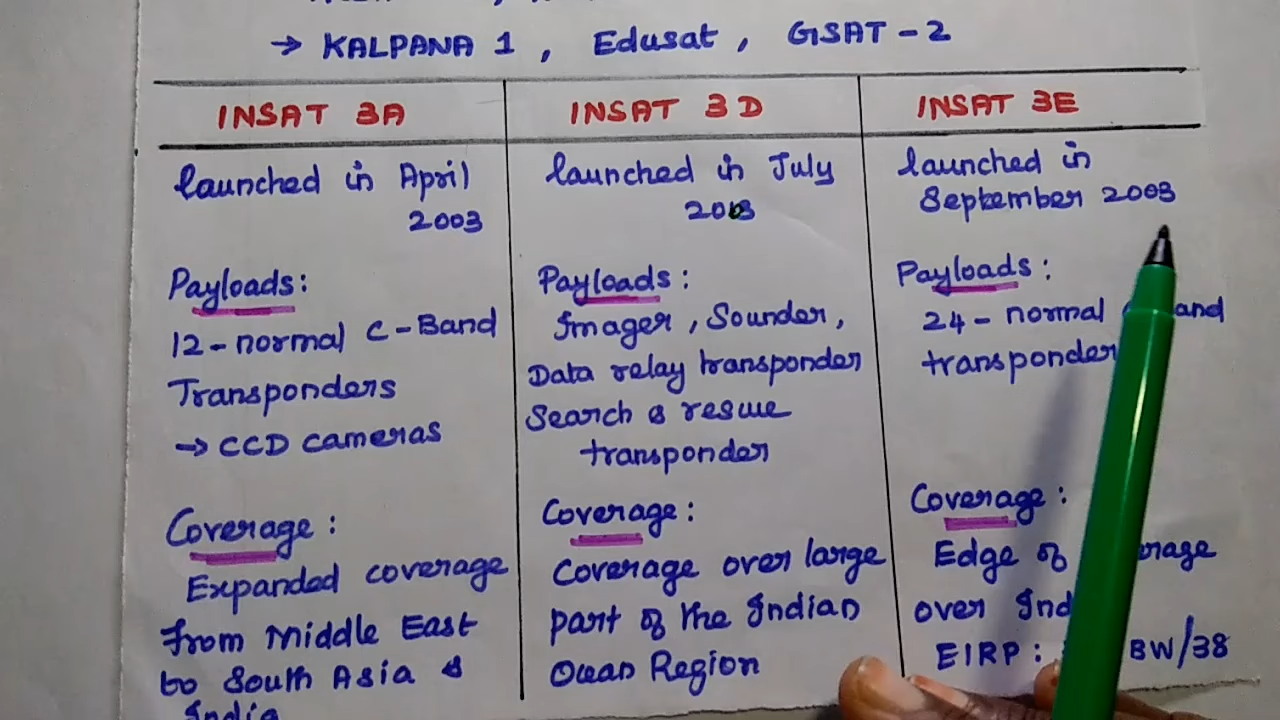 → KALPANA 1, Edusat, GSAT-2
INSAT 3A
launched in April
2003
Payloads:
12-normal C-Band
Transponders
→ CCD cameras
Coverage:
Expanded coverage
from Middle East
to South Asia &
India
INSAT 3D
launched in July
2013
Payloads:
Imager, Sounder,
Data relay transponder
Search & resue
transponder
Coverage:
Coverage over large
part of the Indian
Ocean Region
INSAT 3E
launched in
September 2003
Payloads:
24-normal
transponder
Coverage:
Edge of
over
EIRP: